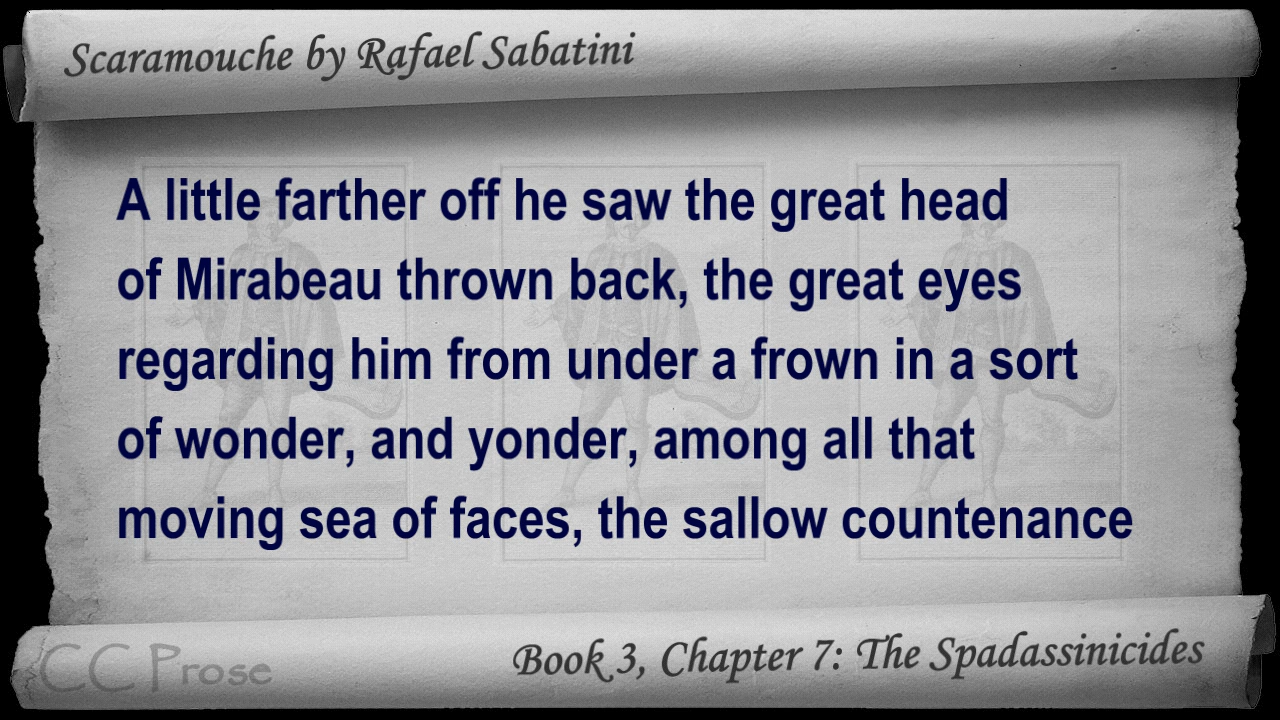 Scaramouche by Rafael Sabatini
A little farther off he saw the great head
of Mirabeau thrown back, the great eyes
regarding him from under a frown in a sort
of wonder, and yonder, among all that
moving sea of faces, the sallow countenance
CC Prose
Book 3, Chapter 7: The Spadassinicides